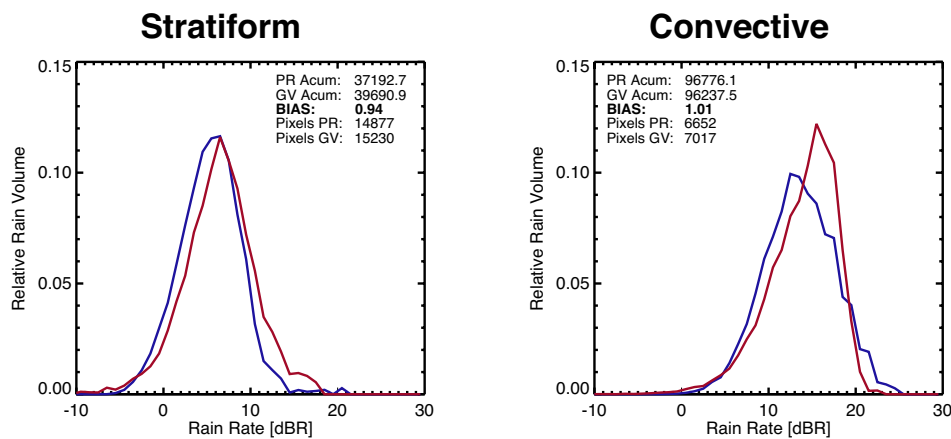 Stratiform
0.15
0.10
0.05
0.00
Relative Rain Volume
PR Acum: 37192.7
GV Acum: 39690.9
BIAS: 0.94
Pixels PR: 14877
Pixels GV: 15230
-10 0 10 20 30
Rain Rate [dBR]
Convective
0.15
0.10
0.05
0.00
Relative Rain Volume
PR Acum: 96776.1
GV Acum: 96237.5
BIAS: 1.01
Pixels PR: 6652
Pixels GV: 7017
-10 0 10 20 30
Rain Rate [dBR]